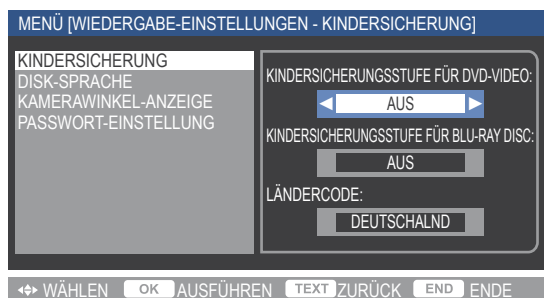 MENÜ [WIEDERGABE-EINSTELLUNGEN - KINDERSICHERUNG]
KINDERSICHERUNG
DISK-SPRACHE
KAMERAWINKEL-ANZEIGE
PASSWORT-EINSTELLUNG
KINDERSICHERUNGSSTUFE FÜR DVD-VIDEO:
AUS
KINDERSICHERUNGSSTUFE FÜR BLU-RAY DISC:
AUS
LÄNDERCODE:
DEUTSCHALND
WÄHLEN OK AUSFÜHREN TEXT ZURÜCK END ENDE